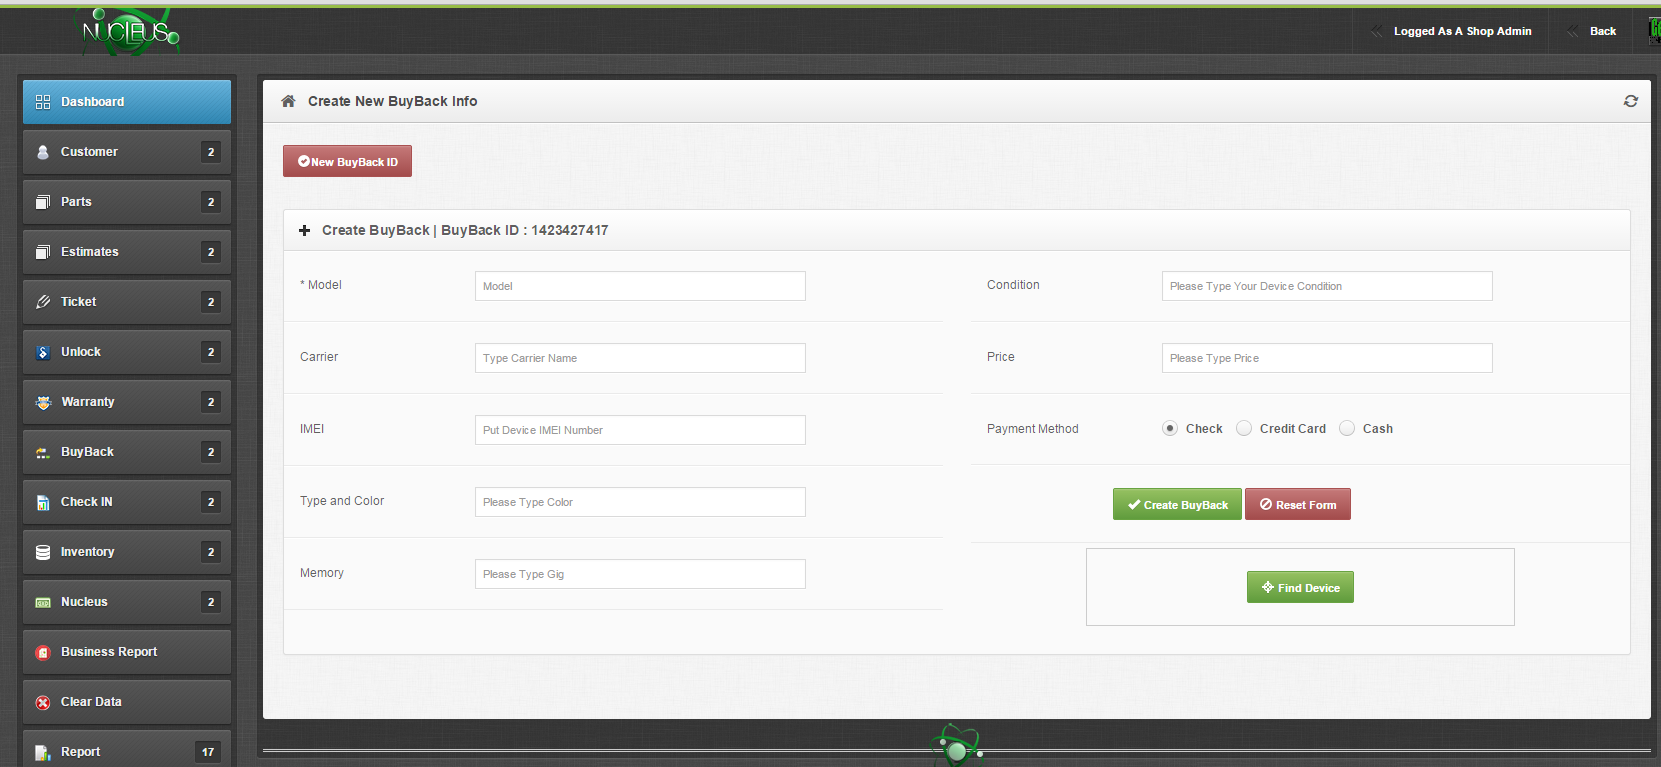 NUCLEUS
Logged As A Shop Admin
Back
Dashboard
Customer 2
Parts 2
Estimates 2
Ticket 2
Unlock 2
Warranty 2
BuyBack 2
Check IN 2
Inventory 2
Nucleus 2
Business Report
Clear Data
Report 17
Create New BuyBack Info
New BuyBack ID
Create BuyBack | BuyBack ID : 1423427417
* Model Model
Carrier Type Carrier Name
IMEI Put Device IMEI Number
Type and Color Please Type Color
Memory Please Type Gig
Condition Please Type Your Device Condition
Price Please Type Price
Payment Method Check Credit Card Cash
Create BuyBack Reset Form
Find Device